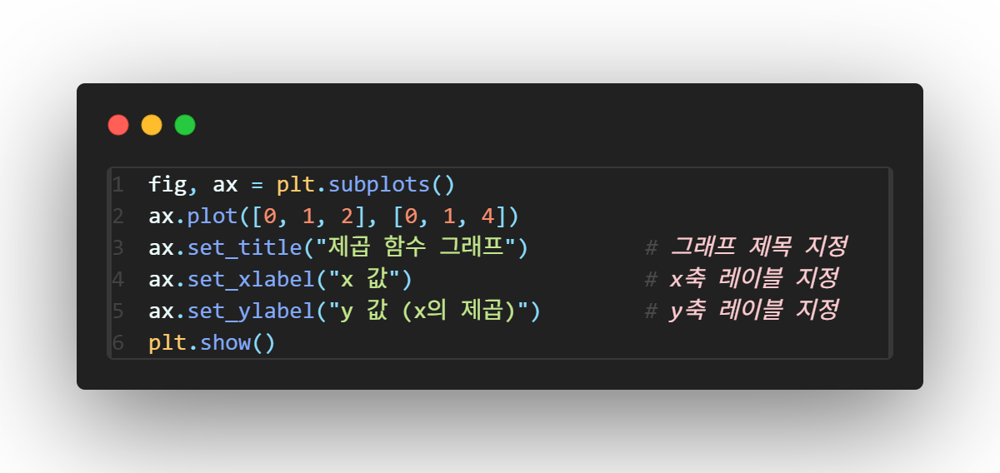 1 fig, ax = plt.subplots()
2 ax.plot([0, 1, 2], [0, 1, 4])
3 ax.set_title("제곱 함수 그래프")         # 그래프 제목 지정
4 ax.set_xlabel("x 값")                  # x축 레이블 지정
5 ax.set_ylabel("y 값 (x의 제곱)")        # y축 레이블 지정
6 plt.show()